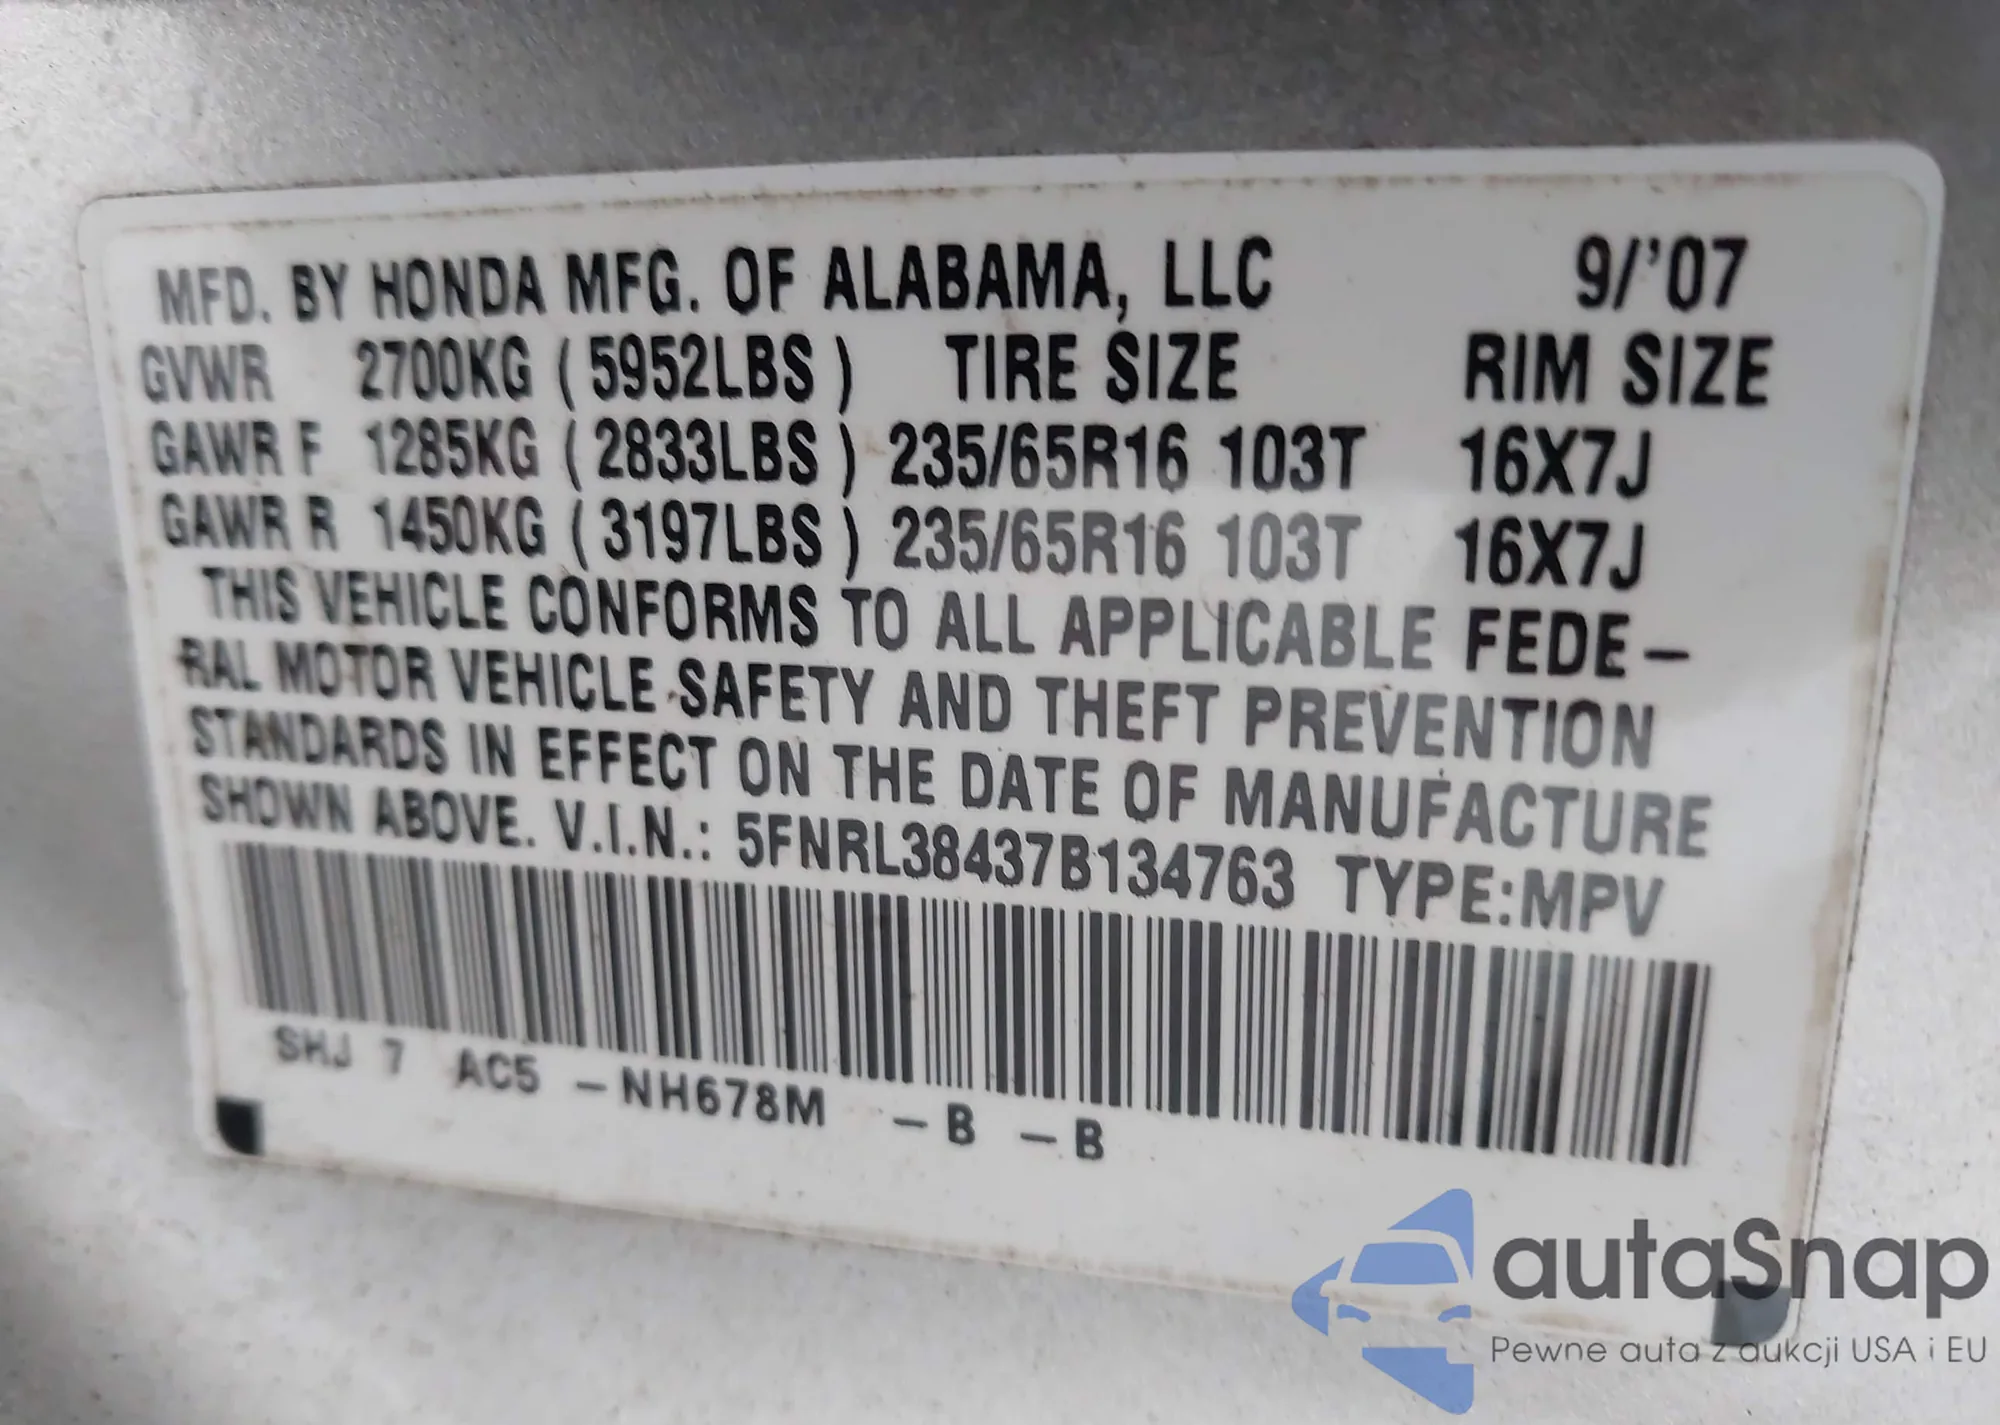 MFD. BY HONDA MFG. OF ALABAMA, LLC 9/'07
GVWR 2700KG ( 5952LBS ) TIRE SIZE RIM SIZE
GAWR F 1285KG ( 2833LBS ) 235/65R16 103T 16X7J
GAWR R 1450KG ( 3197LBS ) 235/65R16 103T 16X7J
THIS VEHICLE CONFORMS TO ALL APPLICABLE FEDE-
RAL MOTOR VEHICLE SAFETY AND THEFT PREVENTION
STANDARDS IN EFFECT ON THE DATE OF MANUFACTURE
SHOWN ABOVE. V.I.N.: 5FNRL38437B134763 TYPE:MPV
SHJ 7 AC5 -NH678M -B -B
autaSnap
Pewne auta z aukcji USA i EU